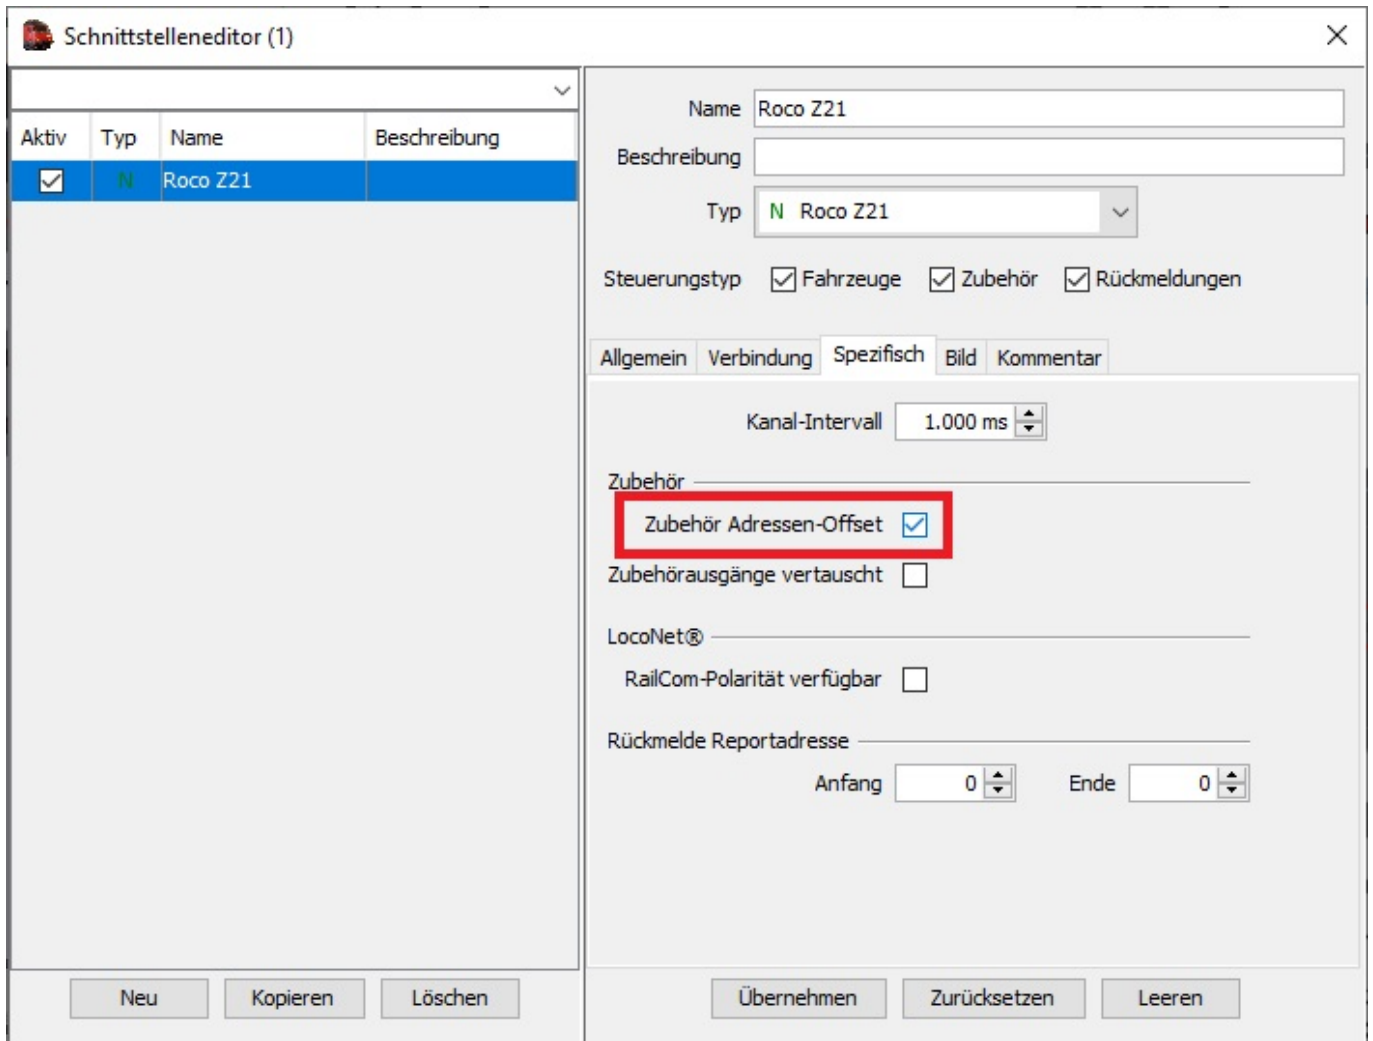 Schnittstelleneditor (1)
Aktiv Typ Name Beschreibung
N Roco Z21
Name Roco Z21
Beschreibung
Typ N Roco Z21
Steuerungstyp Fahrzeuge Zubehör Rückmeldungen
Allgemein Verbindung Spezifisch Bild Kommentar
Kanal-Intervall 1.000 ms
Zubehör
Zubehör Adressen-Offset
Zubehörausgänge vertauscht
LocoNet®
RailCom-Polarität verfügbar
Rückmelde Reportadresse
Anfang 0 Ende 0
Neu Kopieren Löschen
Übernehmen Zurücksetzen Leeren